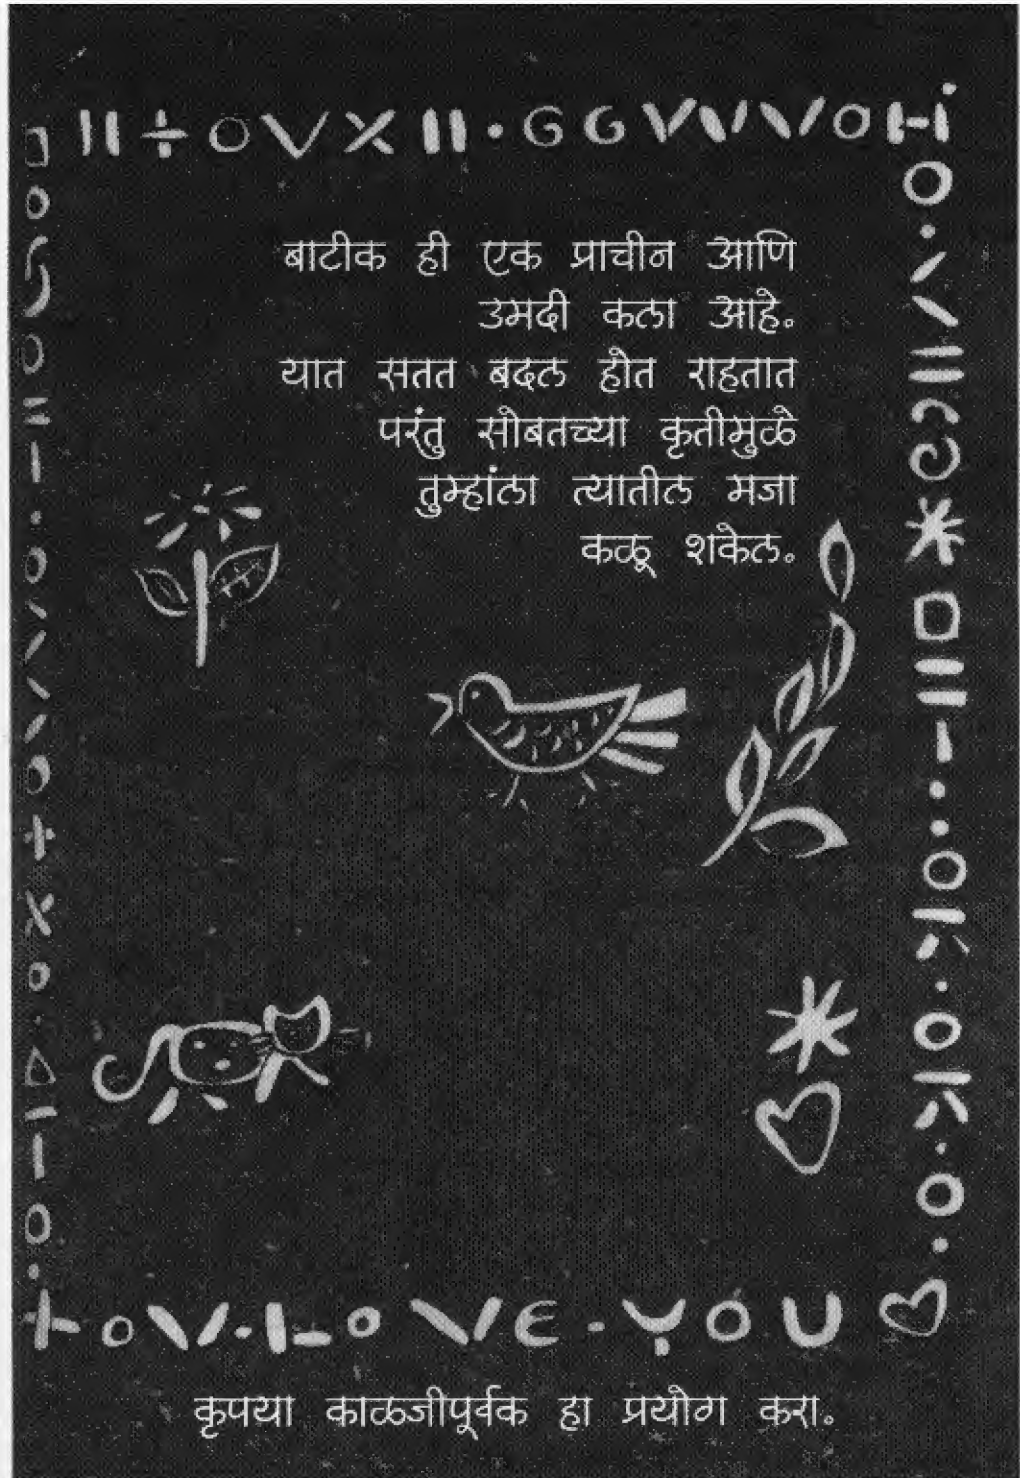 बाटीक ही एक प्राचीन आणि
उमदी कला आहे.
यात सतत बदल होत राहतात
परंतु सोबतच्या कृतीमुळे
तुम्हांला त्यातील मजा
कळू शकेल.
LOVE · YOU
कृपया काळजीपूर्वक हा प्रयोग करा.